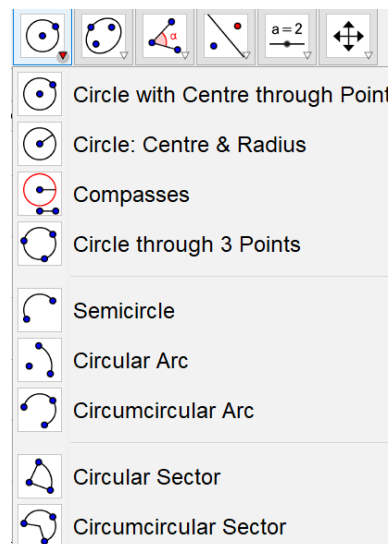 α
a=2
Circle with Centre through Point
Circle: Centre & Radius
Compasses
Circle through 3 Points
Semicircle
Circular Arc
Circumcircular Arc
Circular Sector
Circumcircular Sector